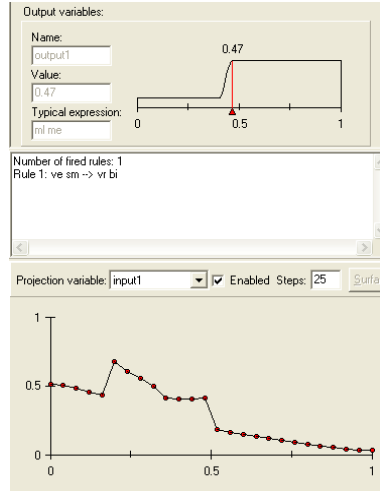 Output variables:
Name:
output1
Value:
0.47
Typical expression:
ml me
0.47
0 0.5 1
Number of fired rules: 1
Rule 1: ve sm --> vr bi
Projection variable: input1 Enabled Steps: 25 Surfa
1
0.5
0
0 0.5 1